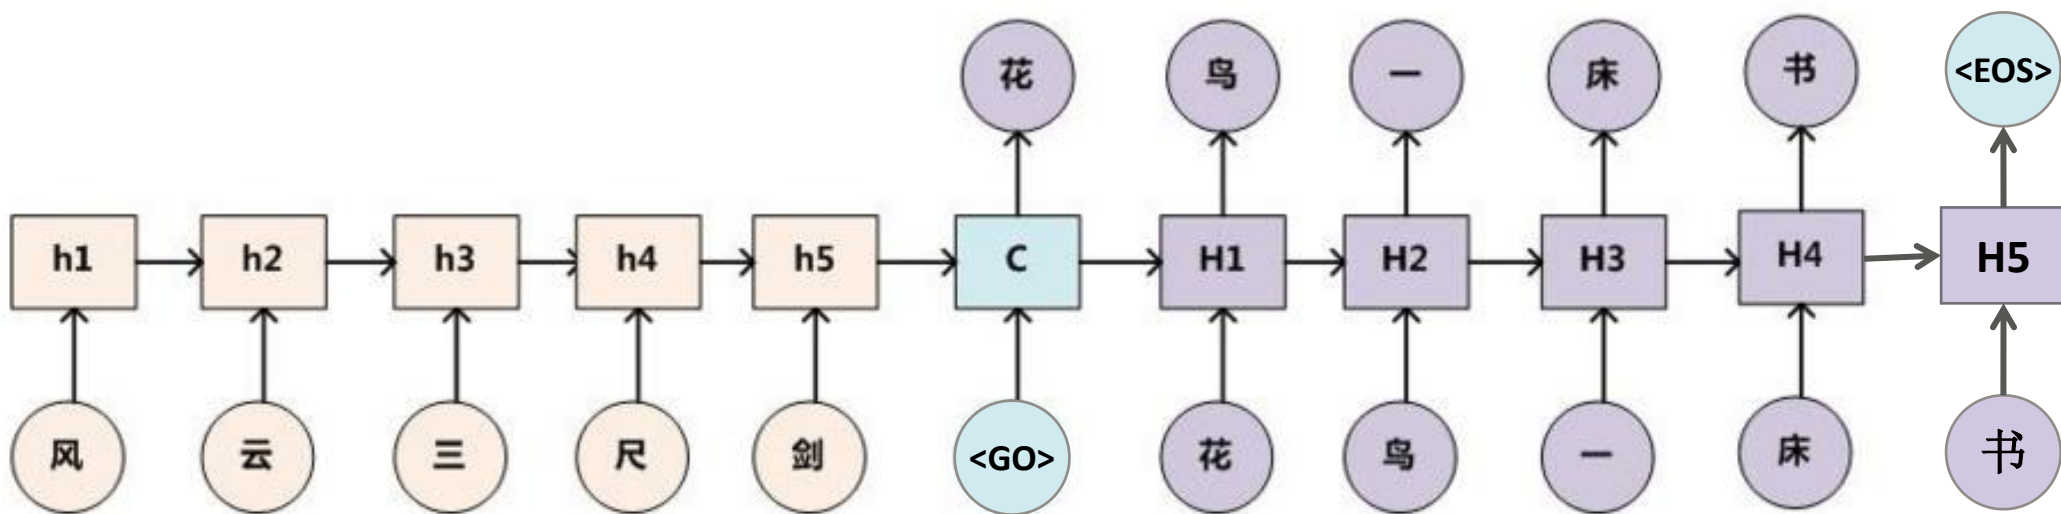 花 鸟 一 床 书 <EOS>
h1 h2 h3 h4 h5 C H1 H2 H3 H4 H5
风 云 三 尺 剑 <GO> 花 鸟 一 床 书